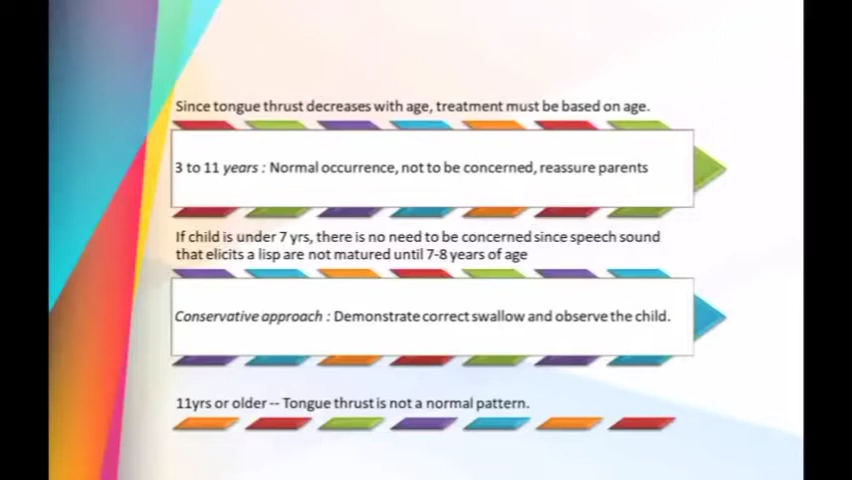 Since tongue thrust decreases with age, treatment must be based on age.
3 to 11 years : Normal occurrence, not to be concerned, reassure parents
If child is under 7 yrs, there is no need to be concerned since speech sound
that elicits a lisp are not matured until 7-8 years of age
Conservative approach : Demonstrate correct swallow and observe the child.
11yrs or older -- Tongue thrust is not a normal pattern.